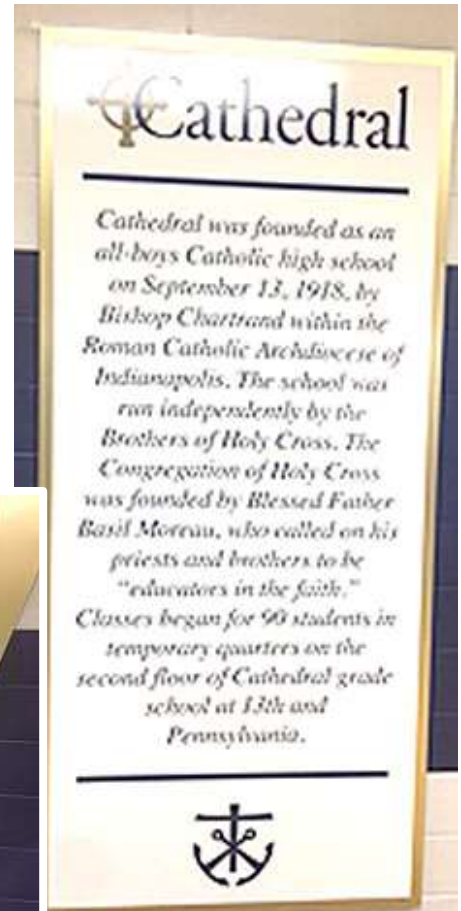 Cathedral
Cathedral was founded as an
all-boys Catholic high school
on September 13, 1918, by
Bishop Chartrand within the
Roman Catholic Archdiocese of
Indianapolis. The school was
run independently by the
Brothers of Holy Cross. The
Congregation of Holy Cross
was founded by Blessed Father
Basil Moreau, who called on his
priests and brothers to be
"educators in the faith."
Classes began for 90 students in
temporary quarters on the
second floor of Cathedral grade
school at 13th and
Pennsylvania.